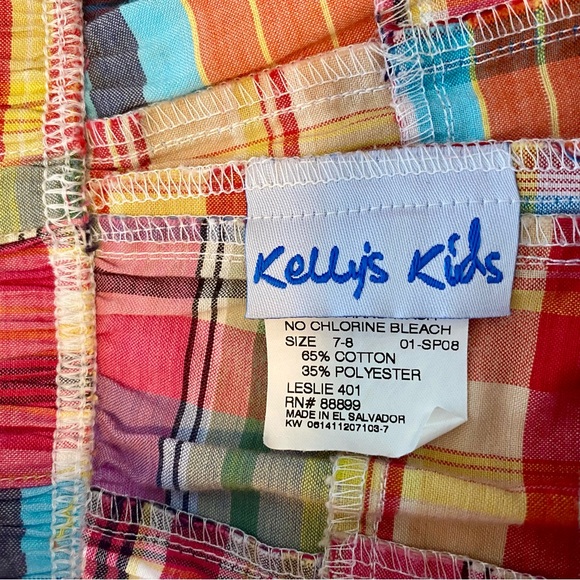 Kelly's Kids
NO CHLORINE BLEACH
SIZE 7-8 01-SP08
65% COTTON
35% POLYESTER
LESLIE 401
RN# 88899
MADE IN EL SALVADOR
KW 061411207103-7